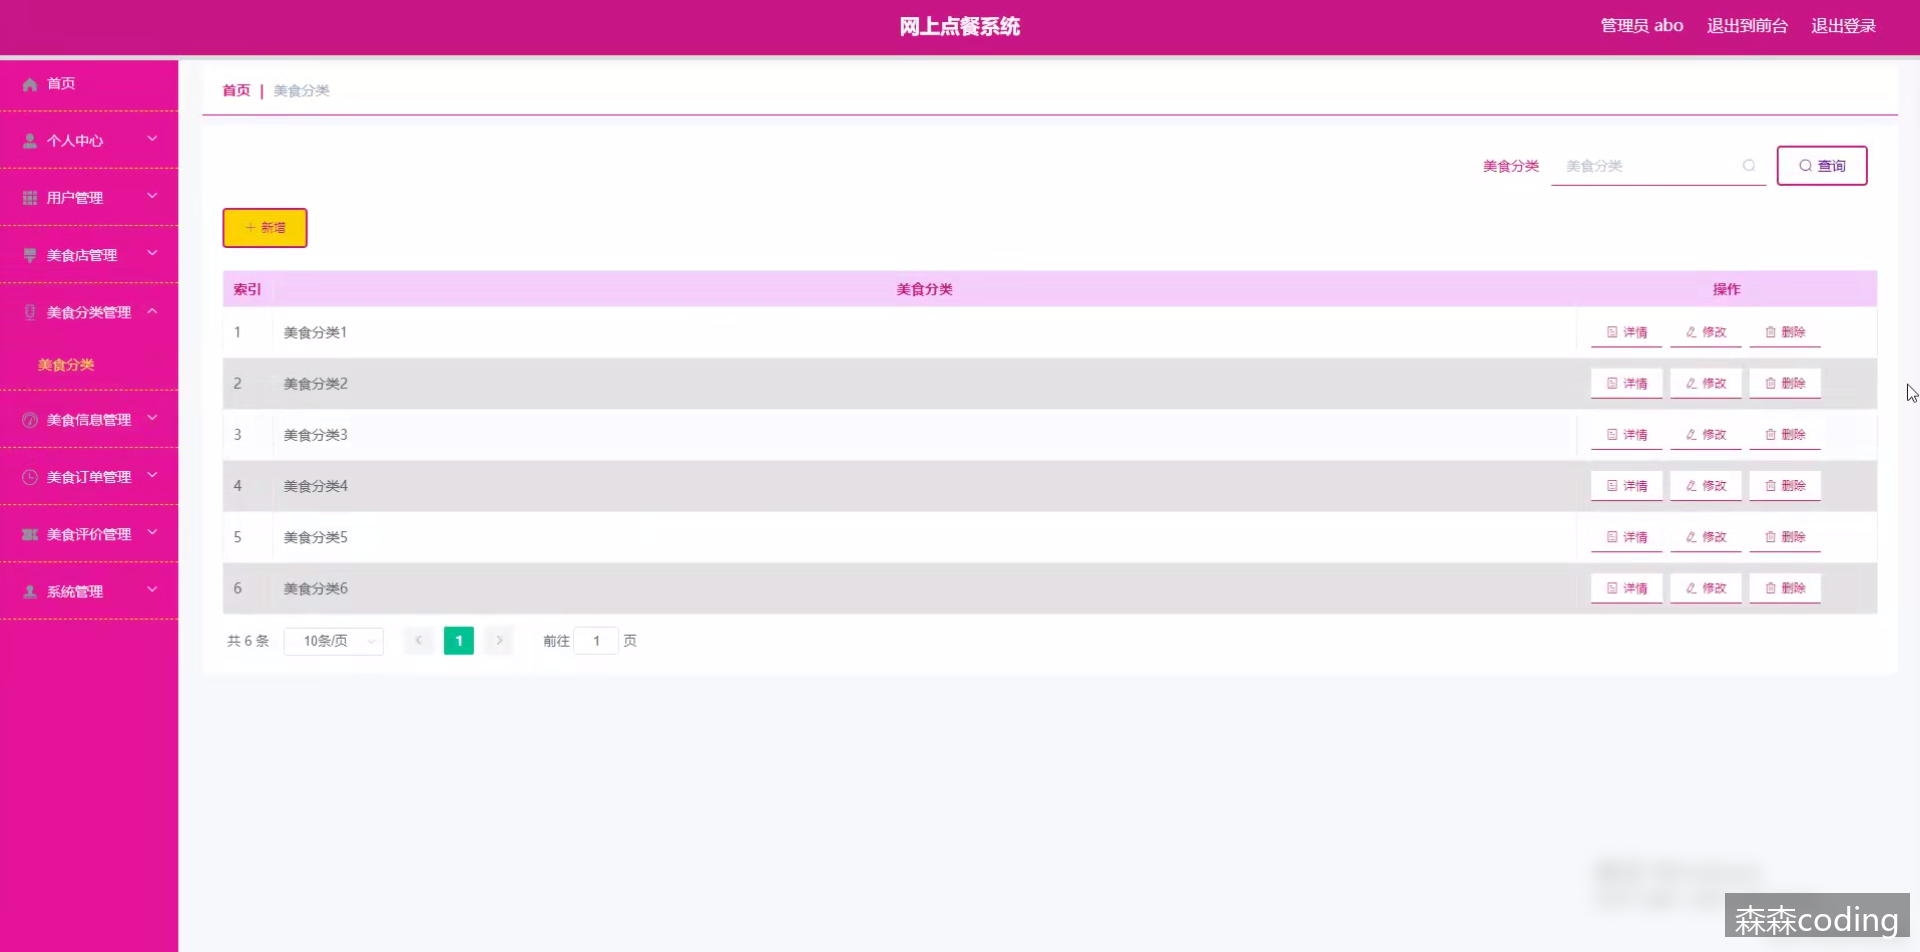 网上点餐系统
管理员 abo 退出到前台 退出登录
首页
个人中心
用户管理
美食店管理
美食分类管理
美食分类
美食信息管理
美食订单管理
美食评价管理
系统管理
首页 | 美食分类
美食分类 美食分类 查询
+ 新增
索引 美食分类 操作
1 美食分类1 详情 修改 删除
2 美食分类2 详情 修改 删除
3 美食分类3 详情 修改 删除
4 美食分类4 详情 修改 删除
5 美食分类5 详情 修改 删除
6 美食分类6 详情 修改 删除
共 6 条 10条/页 1 前往 1 页
森森coding